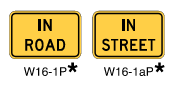 IN
ROAD
W16-1P*
IN
STREET
W16-1aP*